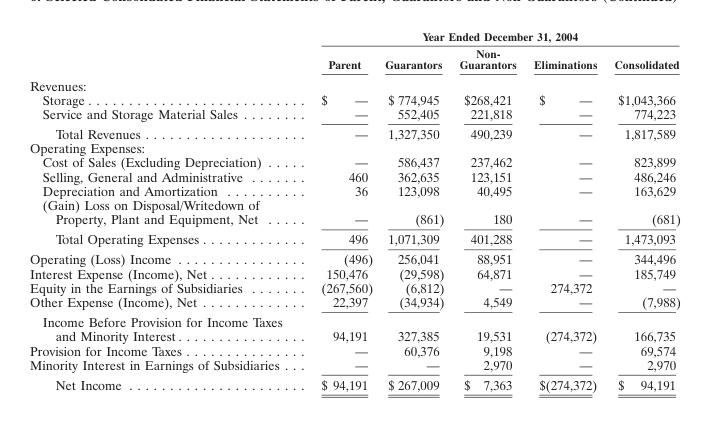 Year Ended December 31, 2004
Non-
Parent Guarantors Guarantors Eliminations Consolidated
Revenues:
Storage . . . . . . . . . . . . . . . . . . . . . . . . . . . $ — $ 774,945 $268,421 $ — $1,043,366
Service and Storage Material Sales . . . . . . . . — 552,405 221,818 — 774,223
Total Revenues . . . . . . . . . . . . . . . . . . . . — 1,327,350 490,239 — 1,817,589
Operating Expenses:
Cost of Sales (Excluding Depreciation) . . . . . — 586,437 237,462 — 823,899
Selling, General and Administrative . . . . . . . 460 362,635 123,151 — 486,246
Depreciation and Amortization . . . . . . . . . . 36 123,098 40,495 — 163,629
(Gain) Loss on Disposal/Writedown of
Property, Plant and Equipment, Net . . . . . — (861) 180 — (681)
Total Operating Expenses . . . . . . . . . . . . . 496 1,071,309 401,288 — 1,473,093
Operating (Loss) Income . . . . . . . . . . . . . . . . (496) 256,041 88,951 — 344,496
Interest Expense (Income), Net . . . . . . . . . . . . 150,476 (29,598) 64,871 — 185,749
Equity in the Earnings of Subsidiaries . . . . . . . (267,560) (6,812) — 274,372 —
Other Expense (Income), Net . . . . . . . . . . . . . 22,397 (34,934) 4,549 — (7,988)
Income Before Provision for Income Taxes
and Minority Interest . . . . . . . . . . . . . . . . 94,191 327,385 19,531 (274,372) 166,735
Provision for Income Taxes . . . . . . . . . . . . . . . — 60,376 9,198 — 69,574
Minority Interest in Earnings of Subsidiaries . . . — — 2,970 — 2,970
Net Income . . . . . . . . . . . . . . . . . . . . . . . $ 94,191 $ 267,009 $ 7,363 $(274,372) $ 94,191